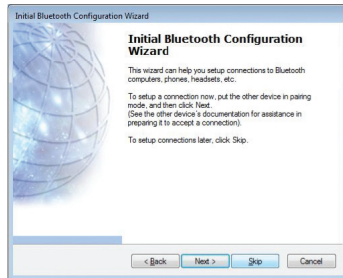 Initial Bluetooth Configuration Wizard
Initial Bluetooth Configuration
Wizard
This wizard can help you setup connections to Bluetooth
computers, phones, headsets, etc.
To setup a connection now, put the other device in pairing
mode, and then click Next.
(See the other device's documentation for assistance in
preparing it to accept a connection).
To setup connections later, click Skip.
< Back Next > Skip Cancel